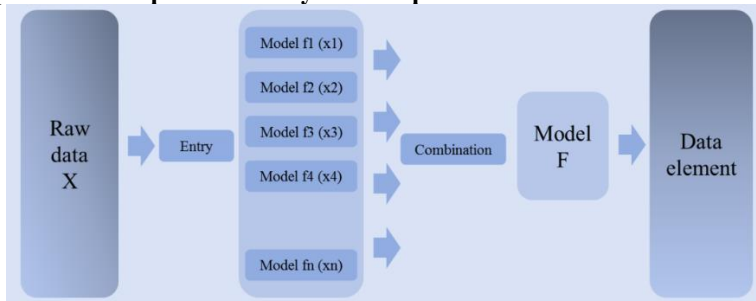 Raw
data
X
Entry
Model f1 (x1)
Model f2 (x2)
Model f3 (x3)
Model f4 (x4)
Model fn (xn)
Combination
Model
F
Data
element